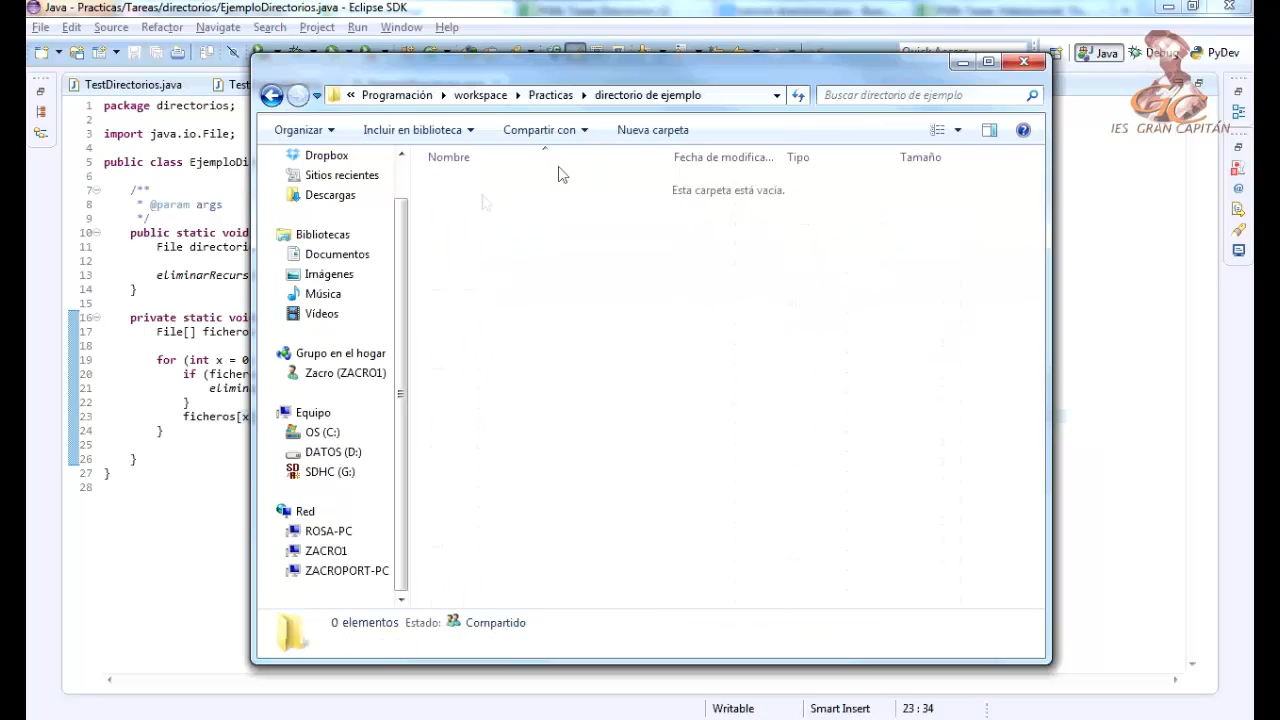 Java - Practicas/Tareas/directorios/EjemploDirectorios.java - Eclipse SDK
File Edit Source Refactor Navigate Search Project Run Window Help
Java Debug PyDev
TestDirectorios.java
IES GRAN CAPITÁN
Programación workspace Practicas directorio de ejemplo
Buscar directorio de ejemplo
Organizar Incluir en biblioteca Compartir con Nueva carpeta
Nombre Fecha de modifica... Tipo Tamaño
Esta carpeta está vacía.
Dropbox
Sitios recientes
Descargas
Bibliotecas
Documentos
Imágenes
Música
Vídeos
Grupo en el hogar
Zacro (ZACRO1)
Equipo
OS (C:)
DATOS (D:)
SDHC (G:)
Red
ROSA-PC
ZACRO1
ZACROPORT-PC
0 elementos Estado: Compartido
1 package directorios;
2
3 import java.io.File;
4
5 public class EjemploDi
6
7 /**
8 * @param args
9 */
10 public static void
11 File directori
12
13 eliminarRecurs
14 }
15
16 private static voi
17 File[] fichero
18
19 for (int x = 0
20 if (ficher
21 elimin
22 }
23 ficheros[x
24 }
25
26 }
27 }
28
Writable Smart Insert 23 : 34